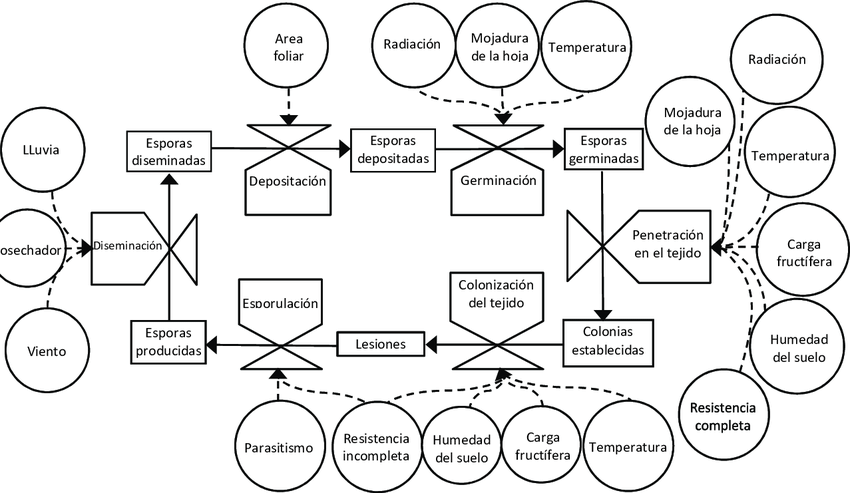 Area
foliar
Radiación
Mojadura
de la hoja
Temperatura
Radiación
Mojadura
de la hoja
Temperatura
LLuvia
Esporas
diseminadas
Depositación
Esporas
depositadas
Germinación
Esporas
germinadas
osechador
Diseminación
Penetración
en el tejido
Carga
fructífera
Viento
Esporas
producidas
Esporulación
Lesiones
Colonización
del tejido
Colonias
establecidas
Humedad
del suelo
Resistencia
completa
Parasitismo
Resistencia
incompleta
Humedad
del suelo
Carga
fructífera
Temperatura